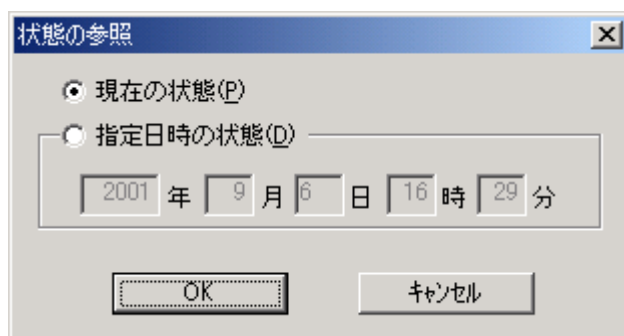 状態の参照
現在の状態(P)
指定日時の状態(D)
2001 年 9 月 6 日 16 時 29 分
OK キャンセル